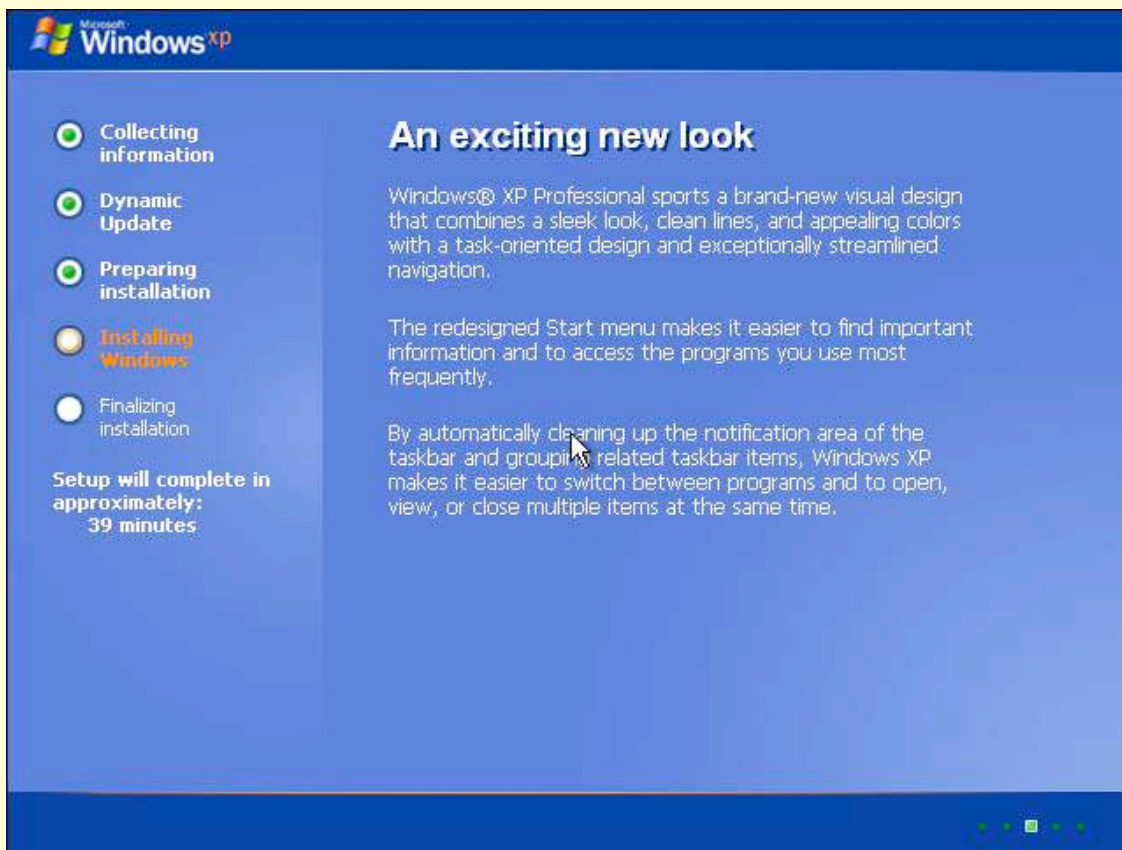 Microsoft
Windows xp
Collecting
information
Dynamic
Update
Preparing
installation
Installing
Windows
Finalizing
installation
Setup will complete in
approximately:
39 minutes
An exciting new look
Windows® XP Professional sports a brand-new visual design
that combines a sleek look, clean lines, and appealing colors
with a task-oriented design and exceptionally streamlined
navigation.
The redesigned Start menu makes it easier to find important
information and to access the programs you use most
frequently.
By automatically cleaning up the notification area of the
taskbar and grouping related taskbar items, Windows XP
makes it easier to switch between programs and to open,
view, or close multiple items at the same time.